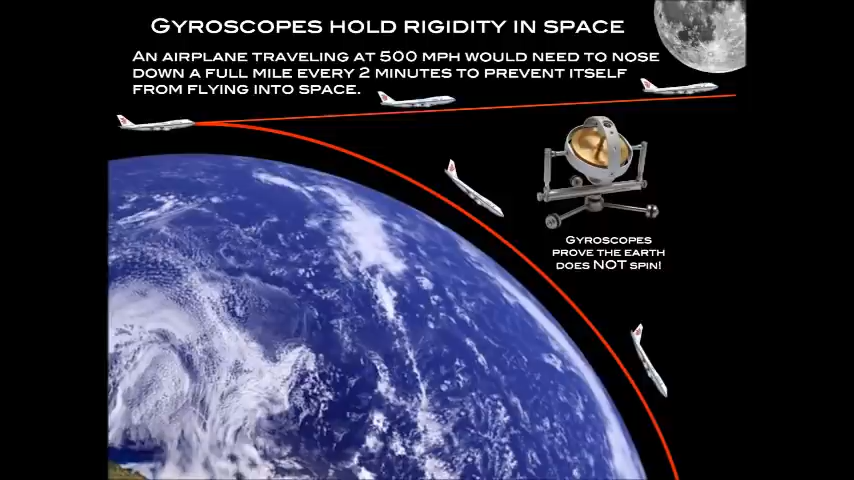 Gyroscopes hold rigidity in space
An airplane traveling at 500 mph would need to nose
down a full mile every 2 minutes to prevent itself
from flying into space.
Gyroscopes
prove the earth
does NOT spin!